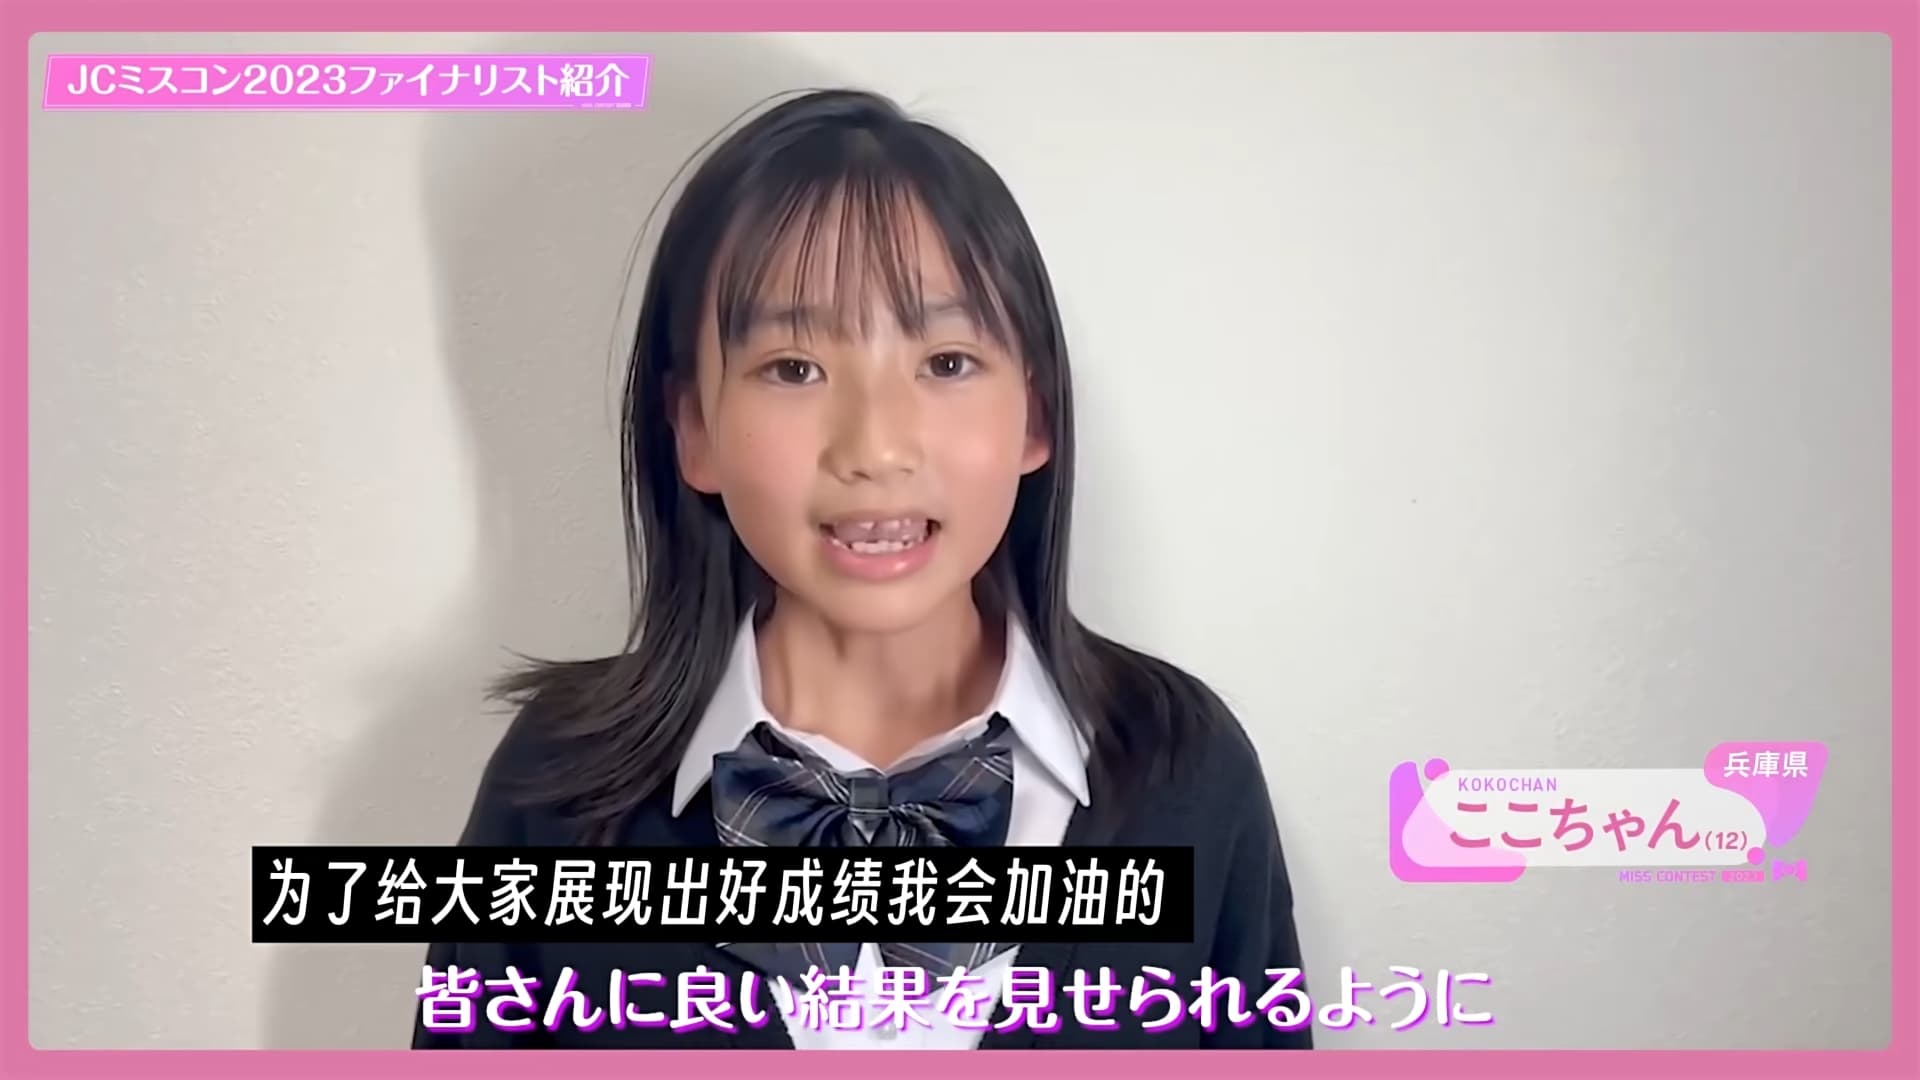 JCミスコン2023ファイナリスト紹介
兵庫県
KOKOCHAN
ここちゃん(12)
MISS CONTEST 2023
为了给大家展现出好成绩我会加油的
皆さんに良い結果を見せられるように